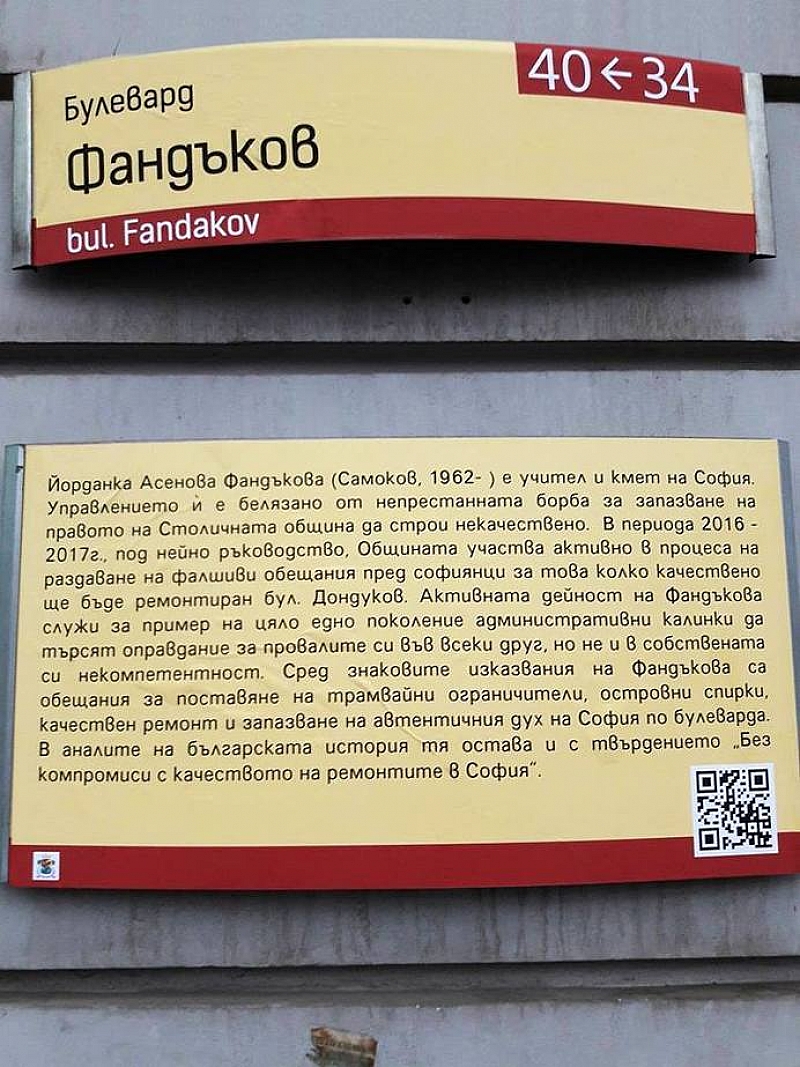 40←34
Булевард
Фандъков
bul. Fandakov
Йорданка Асенова Фандъкова (Самоков, 1962- ) е учител и кмет на София.
Управлението ѝ е белязано от непрестанната борба за запазване на
правото на Столичната община да строи некачествено. В периода 2016 -
2017г., под нейно ръководство, Общината участва активно в процеса на
раздаване на фалшиви обещания пред софиянци за това колко качествено
ще бъде ремонтиран бул. Дондуков. Активната дейност на Фандъкова
служи за пример на цяло едно поколение административни калинки да
търсят оправдание за провалите си във всеки друг, но не и в собствената
си некомпетентност. Сред знаковите изказвания на Фандъкова са
обещания за поставяне на трамвайни ограничители, островни спирки,
качествен ремонт и запазване на автентичния дух на София по булеварда.
В аналите на българската история тя остава и с твърдението „Без
компромиси с качеството на ремонтите в София“.